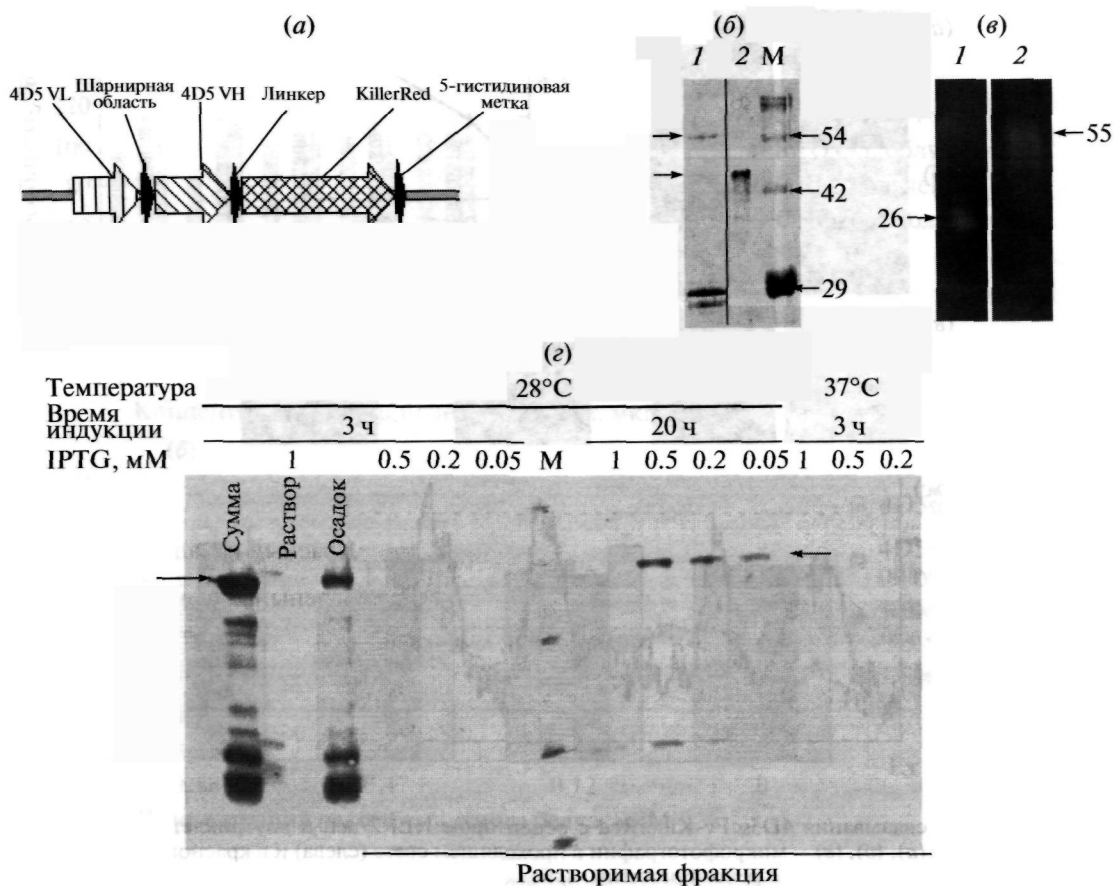 (а)
4D5 VL
Шарнирная область
4D5 VH
Линкер
KillerRed
5-гистидиновая метка
(б)
1 2 М
54
42
29
(в)
1 2
26
55
(г)
Температура 28°C 37°C
Время индукции 3 ч 20 ч 3 ч
IPTG, мМ 1 0.5 0.2 0.05 М 1 0.5 0.2 0.05 1 0.5 0.2
Сумма
Раствор
Осадок
Растворимая фракция